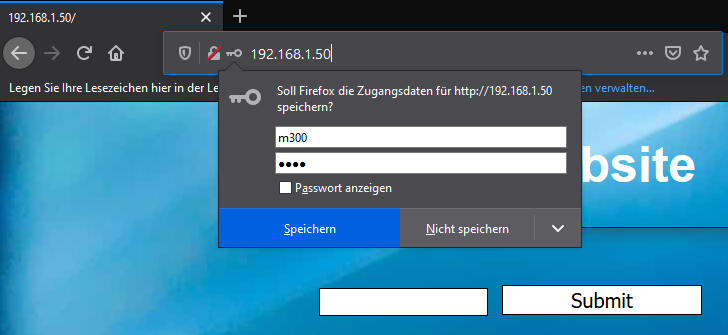 192.168.1.50/
192.168.1.50
Legen Sie Ihre Lesezeichen hier in der Le
en verwalten...
Soll Firefox die Zugangsdaten für http://192.168.1.50
speichern?
m300
••••
Passwort anzeigen
Speichern
Nicht speichern
bsite
Submit